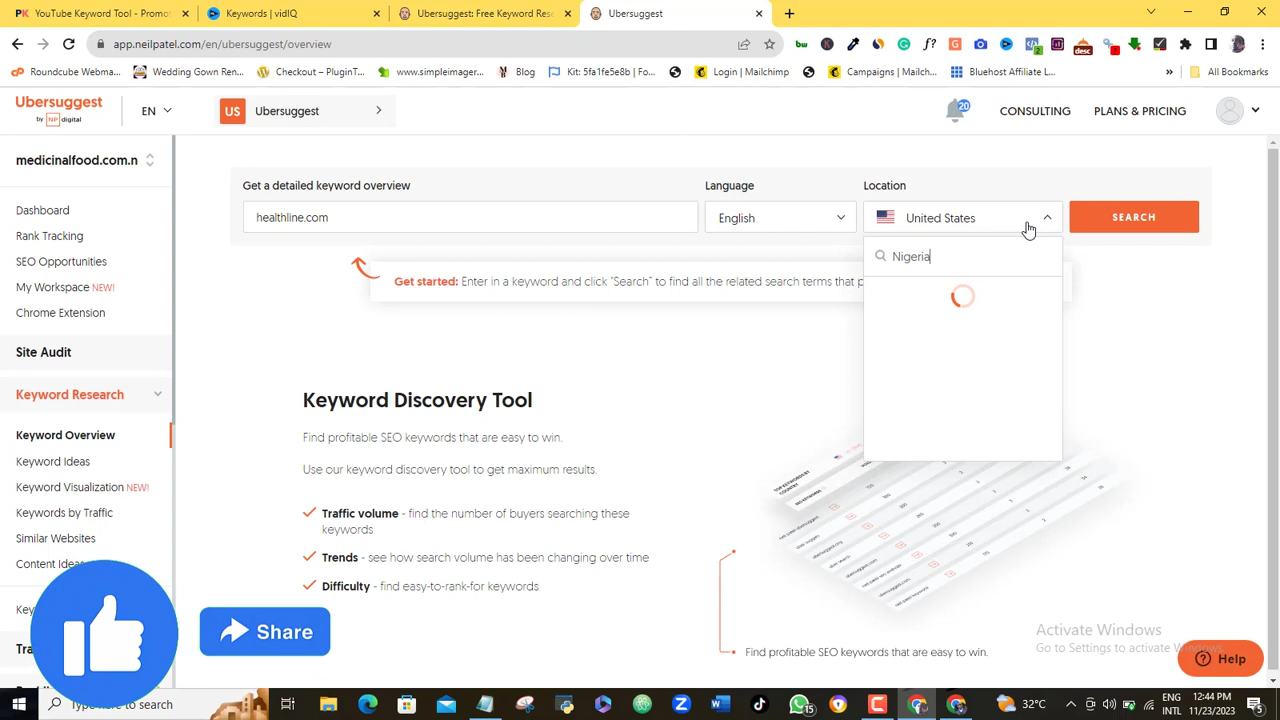 PK YouTube Keyword Tool - Promot
Keywords | vidIQ
Ubersuggest: Free Keyword Rese
Ubersuggest
app.neilpatel.com/en/ubersuggest/overview
Roundcube Webma...
Wedding Gown Ren...
Checkout – PluginT...
www.simpleimager...
Blog
Kit: 5fa1fe5e8b | Fo...
Login | Mailchimp
Campaigns | Mailch...
Bluehost Affiliate L...
» All Bookmarks
UBERSUGGEST
by NP digital
EN
US Ubersuggest
20
CONSULTING
PLANS & PRICING
medicinalfood.com.n
Dashboard
Rank Tracking
SEO Opportunities
My Workspace NEW!
Chrome Extension
Site Audit
Keyword Research
Keyword Overview
Keyword Ideas
Keyword Visualization NEW!
Keywords by Traffic
Similar Websites
Content Ideas
Get a detailed keyword overview
Language
Location
healthline.com
English
United States
SEARCH
Nigeria
Get started: Enter in a keyword and click "Search" to find all the related search terms that p
Keyword Discovery Tool
Find profitable SEO keywords that are easy to win.
Use our keyword discovery tool to get maximum results.
Traffic volume - find the number of buyers searching these
keywords
Trends - see how search volume has been changing over time
Difficulty - find easy-to-rank-for keywords
Share
Find profitable SEO keywords that are easy to win.
Activate Windows
Go to Settings to activate Windows.
Help
Type here to search
15
32°C
ENG
INTL
12:44 PM
11/23/2023